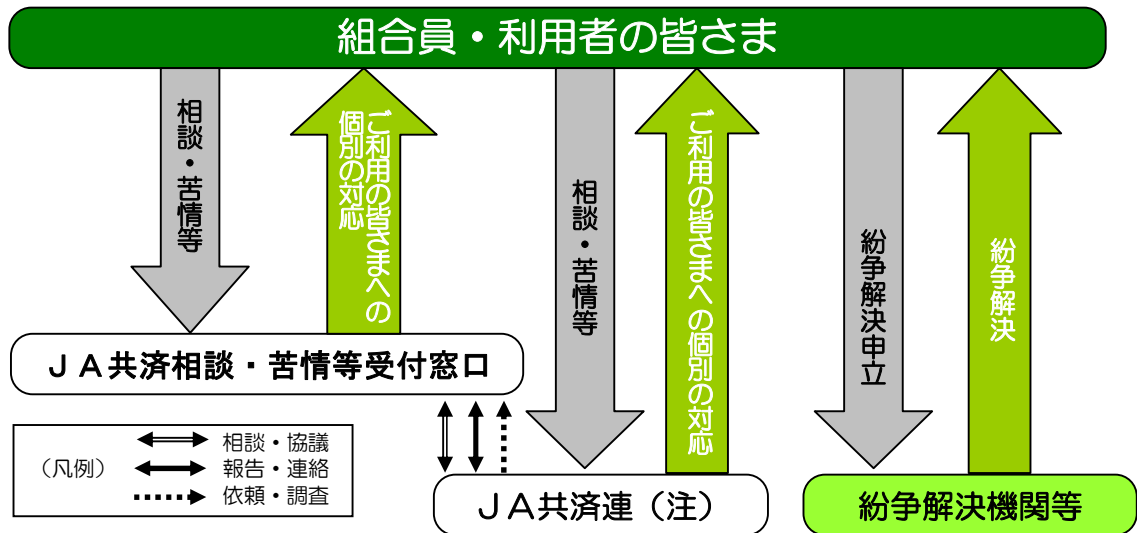 組合員・利用者の皆さま
相談・苦情等
ご利用の皆さまへの
個別の対応
相談・苦情等
ご利用の皆さまへの個別の対応
紛争解決申立
紛争解決
ＪＡ共済相談・苦情等受付窓口
（凡例）
相談・協議
報告・連絡
依頼・調査
ＪＡ共済連（注）
紛争解決機関等